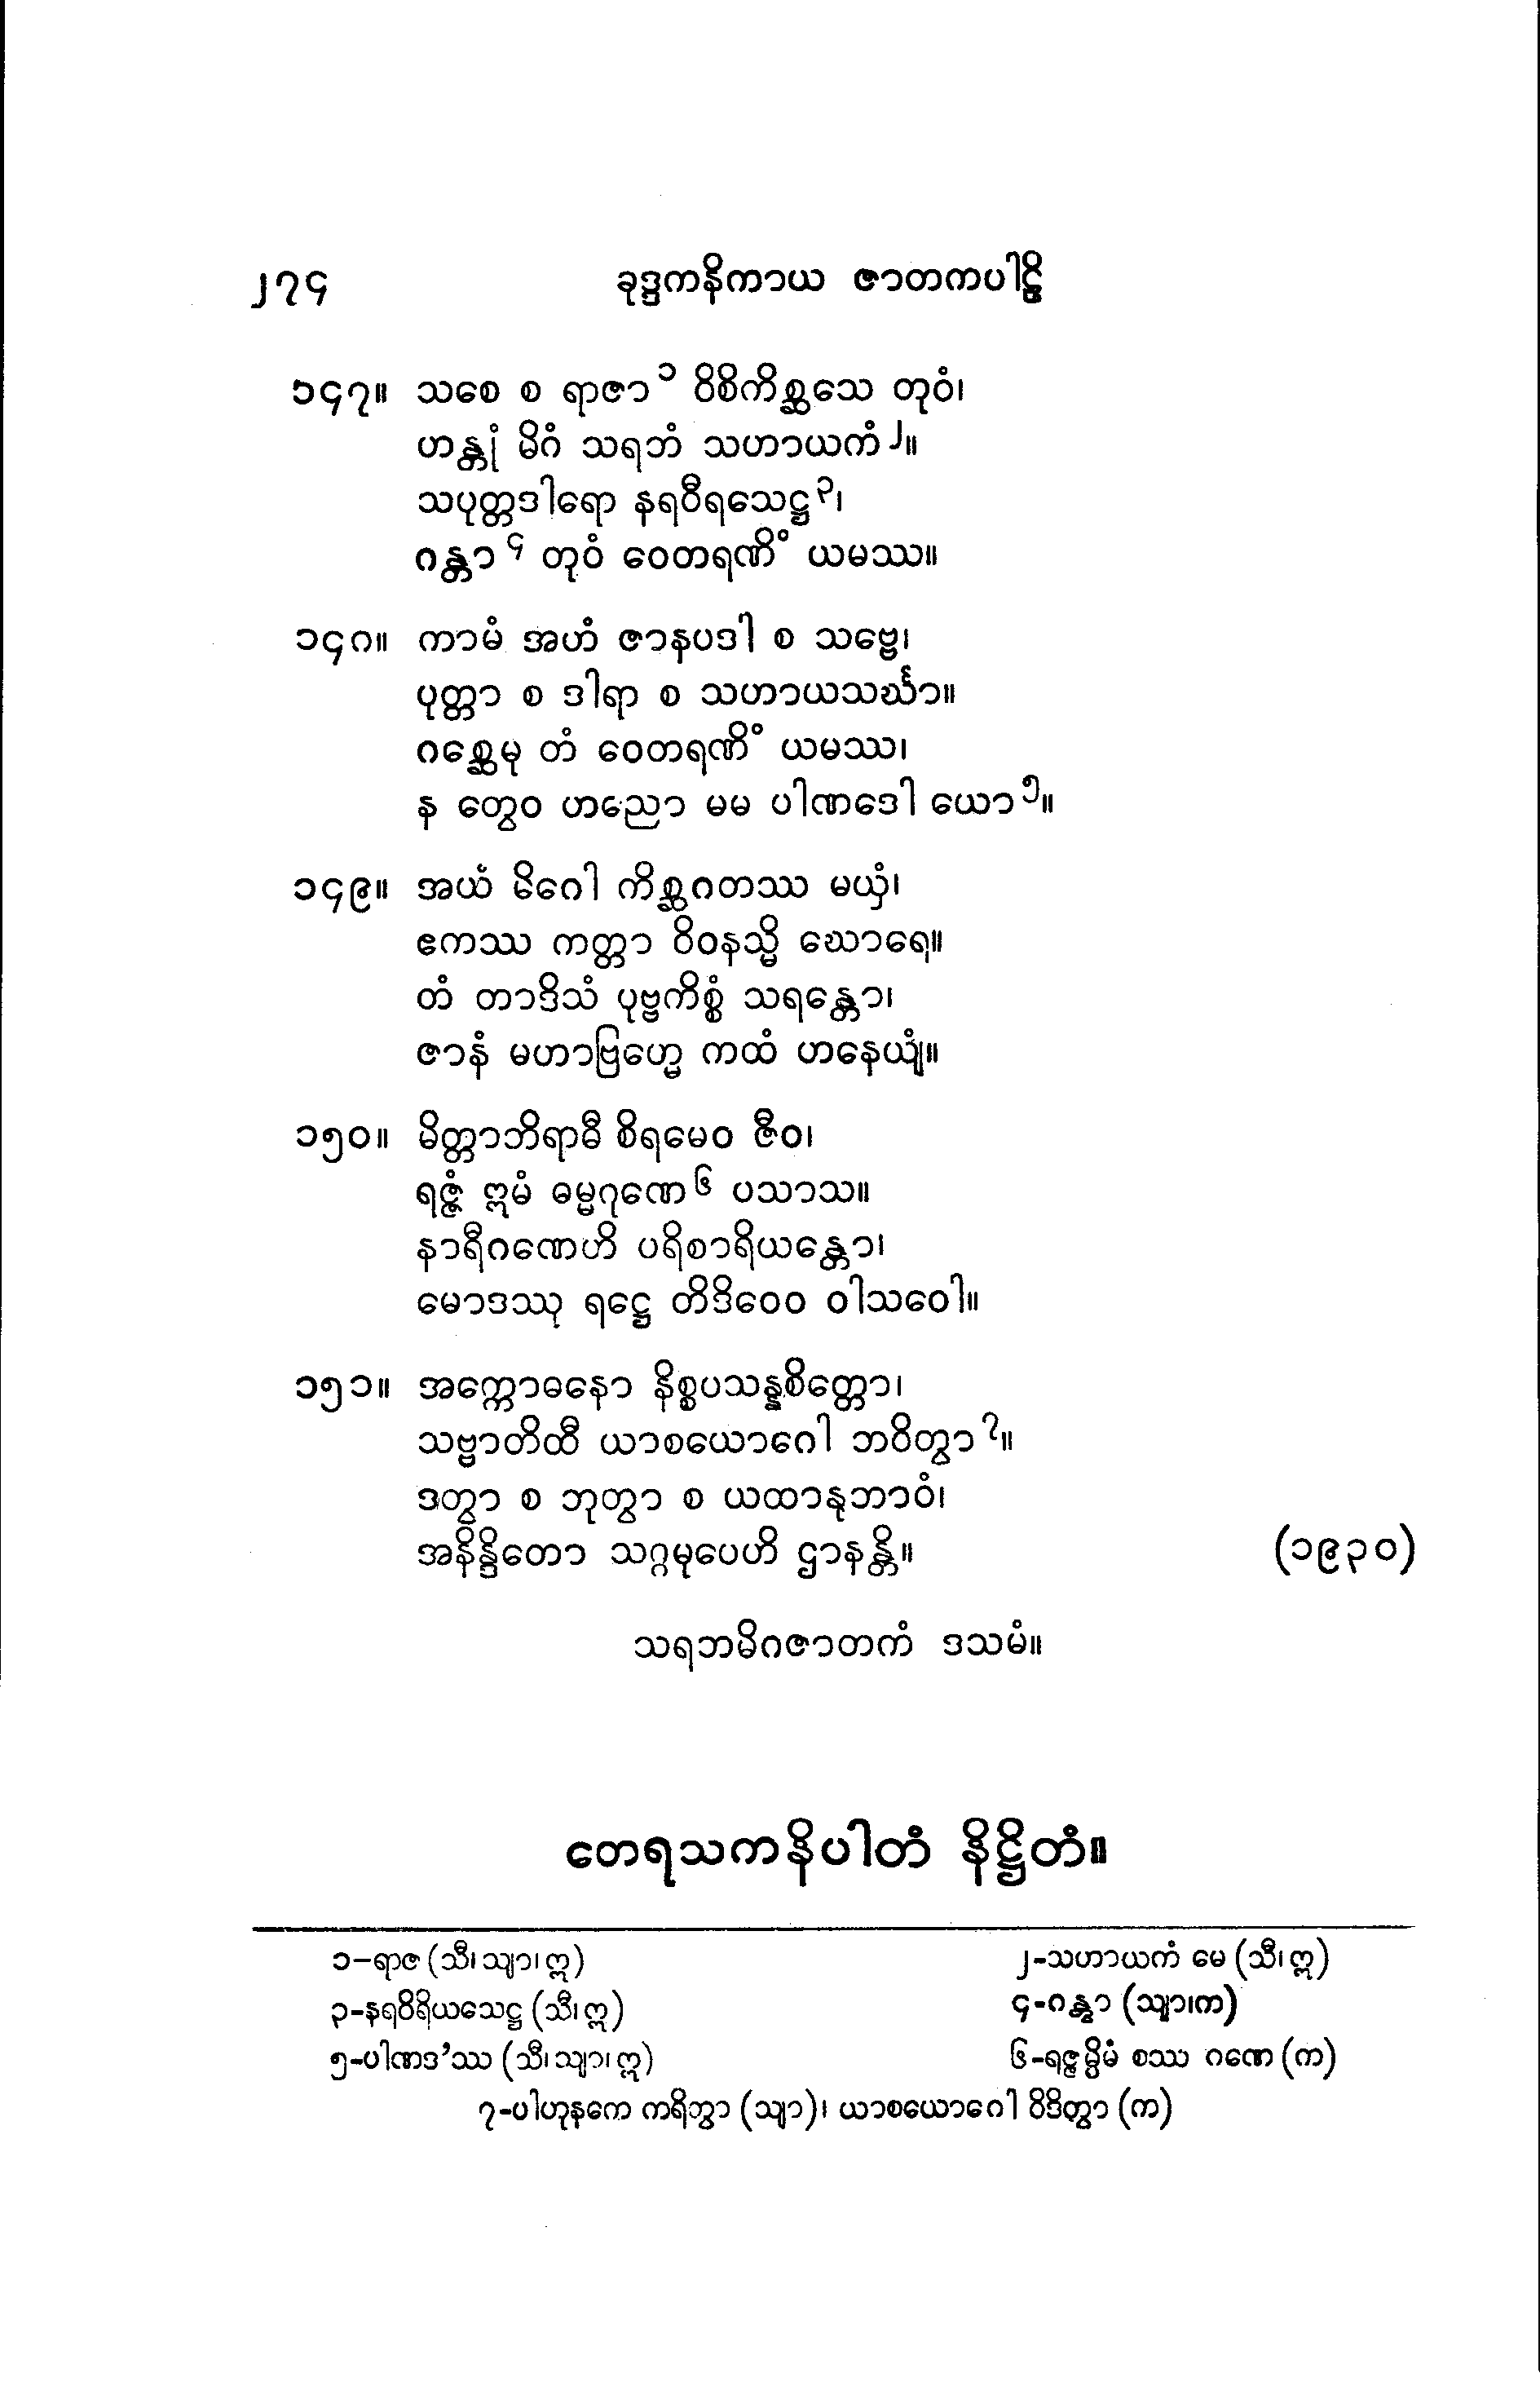 ၂၇၄ ခုဒ္ဒကနိကာယ ဇာတကပါဠိ
၁၄၇။ သစေ စ ရာဇာ ၁ ဝိစိကိစ္ဆသေ တုဝံ၊
ဟန္တုံ မိဂံ သရဘံ သဟာယကံ ၂။
သပုတ္တဒါရော နရဝီရသေဋ္ဌ ၃၊
ဂန္တာ ၄ တုဝံ ဝေတရဏိံ ယမဿ။
၁၄၈။ ကာမံ အဟံ ဇာနပဒါ စ သဗ္ဗေ၊
ပုတ္တာ စ ဒါရာ စ သဟာယသင်္ဃာ။
ဂစ္ဆေမု တံ ဝေတရဏိံ ယမဿ၊
န တွေဝ ဟညော မမ ပါဏဒေါ ယော ၅။
၁၄၉။ အယံ မိဂေါ ကိစ္ဆဂတဿ မယှံ၊
ဧကဿ ကတ္တာ ဝိဝနသ္မိ ဃောရေ။
တံ တာဒိသံ ပုဗ္ဗကိစ္စံ သရန္တော၊
ဇာနံ မဟာဗြဟ္မေ ကထံ ဟနေယျံ။
၁၅၀။ မိတ္တာဘိရာဓီ စိရမေဝ ဇီဝ၊
ရဇ္ဇံ ဣမံ ဓမ္မဂုဏေ ၆ ပသာသ။
နာရီဂဏေဟိ ပရိစာရိယန္တော၊
မောဒဿု ရဋ္ဌေ တိဒိဝေဝ ဝါသဝေါ။
၁၅၁။ အက္ကောဓနော နိစ္စပသန္နစိတ္တော၊
သဗ္ဗာတိထီ ယာစယောဂေါ ဘဝိတွာ ၇။
ဒတွာ စ ဘုတွာ စ ယထာနုဘာဝံ၊
အနိန္ဒိတော သဂ္ဂမုပေဟိ ဌာနန္တိ။ (၁၉၃၀)
သရဘမိဂဇာတကံ ဒသမံ။
တေရသကနိပါတံ နိဋ္ဌိတံ။
၁-ရာဇ (သီ၊ သျာ၊ ဣ) ၂-သဟာယကံ မေ (သီ၊ ဣ)
၃-နရဝိရိယသေဋ္ဌ (သီ၊ ဣ) ၄-ဂန္တွာ (သျာ၊က)
၅-ပါဏဒ’ဿ (သီ၊ သျာ၊ ဣ) ၆-ရဇ္ဇမ္ပိမံ စဿ ဂဏေ (က)
၇-ပါဟုနကေ ကရိတွာ (သျာ)၊ ယာစယောဂေါ ဝိဒိတွာ (က)